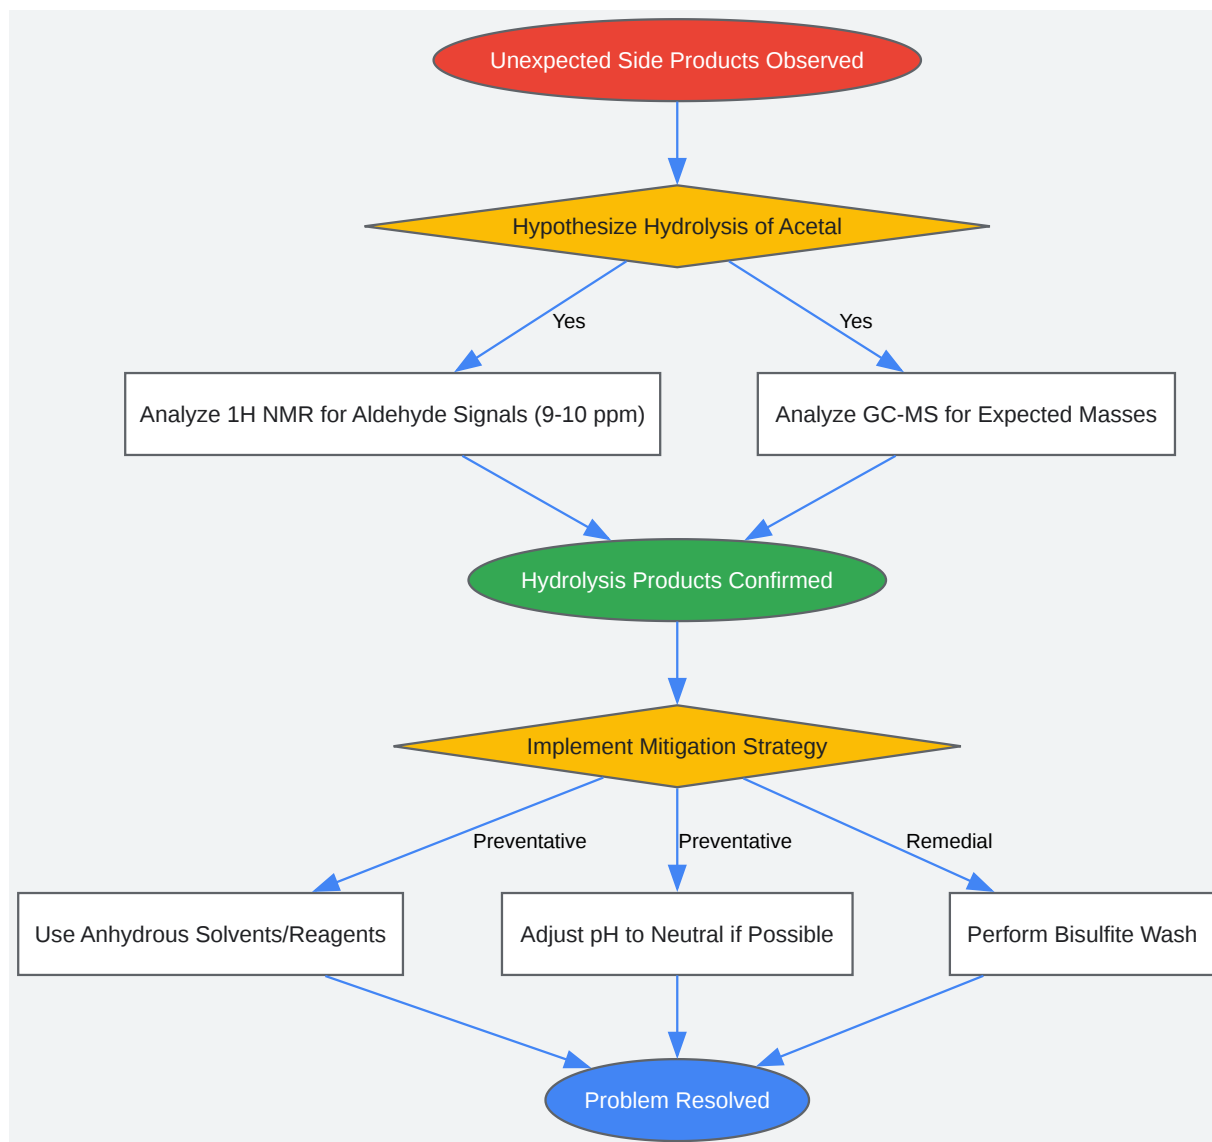 Unexpected Side Products Observed
Hypothesize Hydrolysis of Acetal
Yes
Yes
Analyze 1H NMR for Aldehyde Signals (9-10 ppm)
Analyze GC-MS for Expected Masses
Hydrolysis Products Confirmed
Implement Mitigation Strategy
Preventative
Preventative
Remedial
Use Anhydrous Solvents/Reagents
Adjust pH to Neutral if Possible
Perform Bisulfite Wash
Problem Resolved